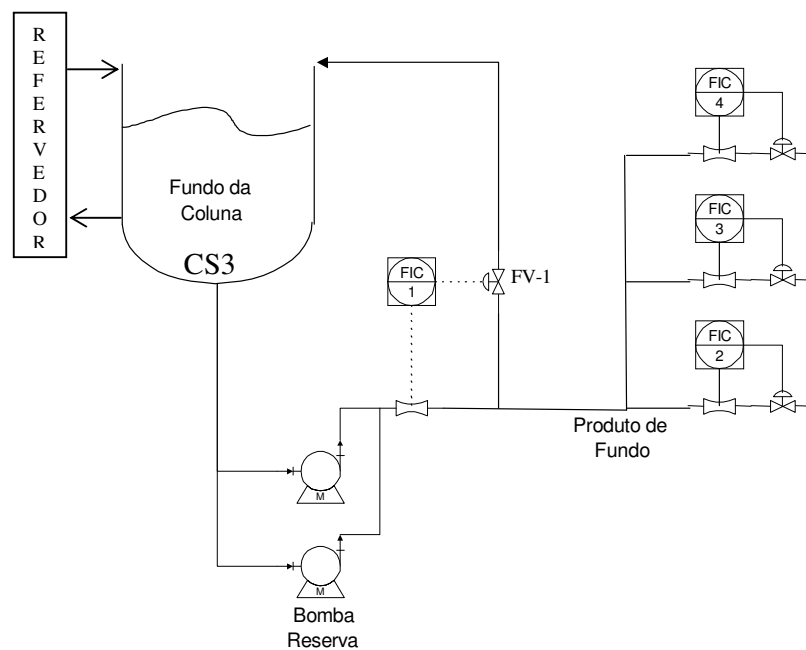 REFERVEDOR
Fundo da
Coluna
CS3
FIC
4
FIC
3
FIC
2
FIC
1
FV-1
Produto de
Fundo
M
M
Bomba
Reserva